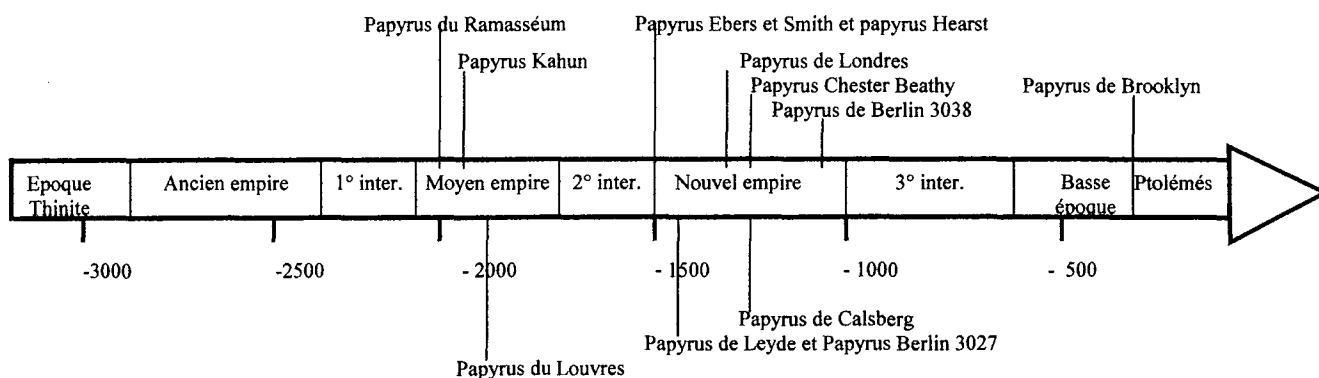 Papyrus du Ramasséum
Papyrus Ebers et Smith et papyrus Hearst
Papyrus Kahun
Papyrus de Londres
Papyrus Chester Beathy
Papyrus de Brooklyn
Papyrus de Berlin 3038
Epoque
Thinite
Ancien empire
1° inter.
Moyen empire
2° inter.
Nouvel empire
3° inter.
Basse
époque
Ptolémés
-3000
-2500
- 2000
- 1500
- 1000
- 500
Papyrus de Calsberg
Papyrus de Leyde et Papyrus Berlin 3027
Papyrus du Louvres